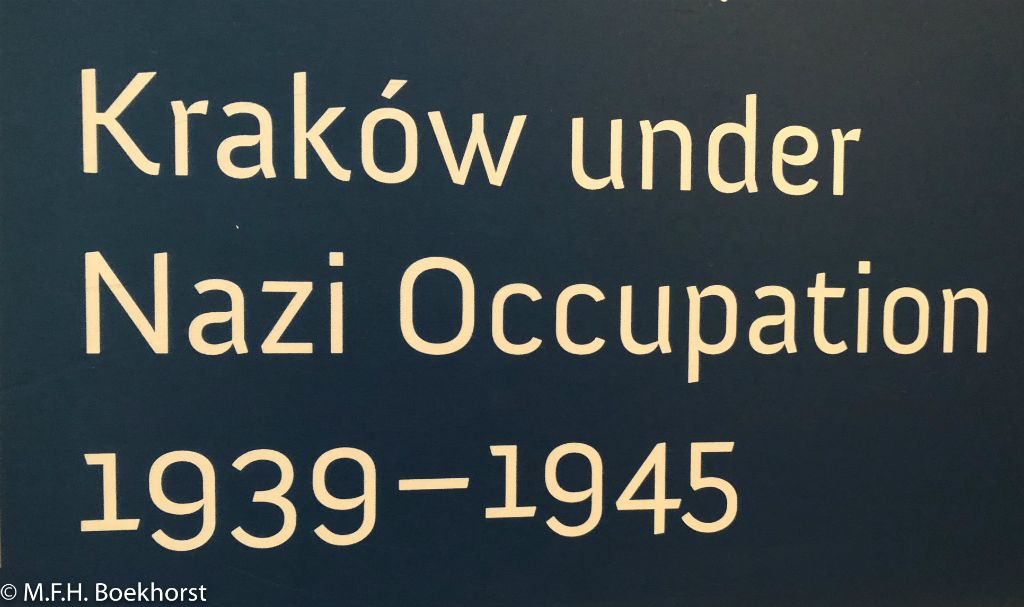 Kraków under
Nazi Occupation
1939–1945
© M.F.H. Boekhorst